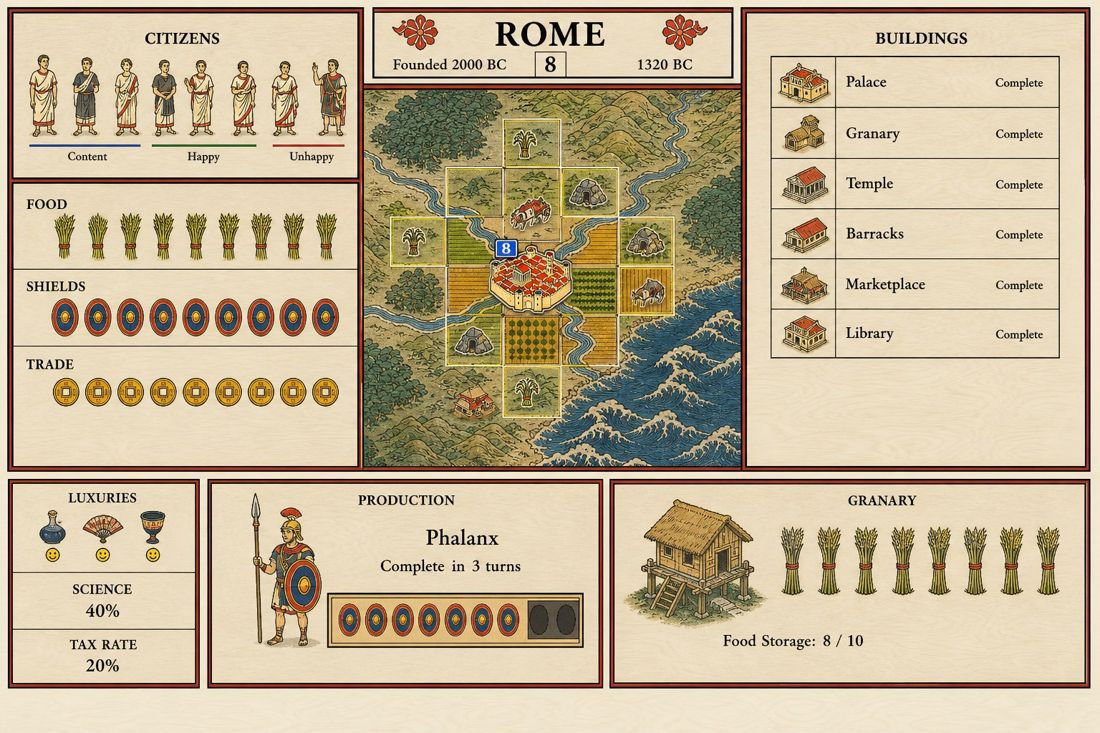 CITIZENS
Content
Happy
Unhappy
FOOD
SHIELDS
TRADE
ROME
Founded 2000 BC
8
1320 BC
8
BUILDINGS
Palace Complete
Granary Complete
Temple Complete
Barracks Complete
Marketplace Complete
Library Complete
LUXURIES
SCIENCE
40%
TAX RATE
20%
PRODUCTION
Phalanx
Complete in 3 turns
GRANARY
Food Storage: 8 / 10